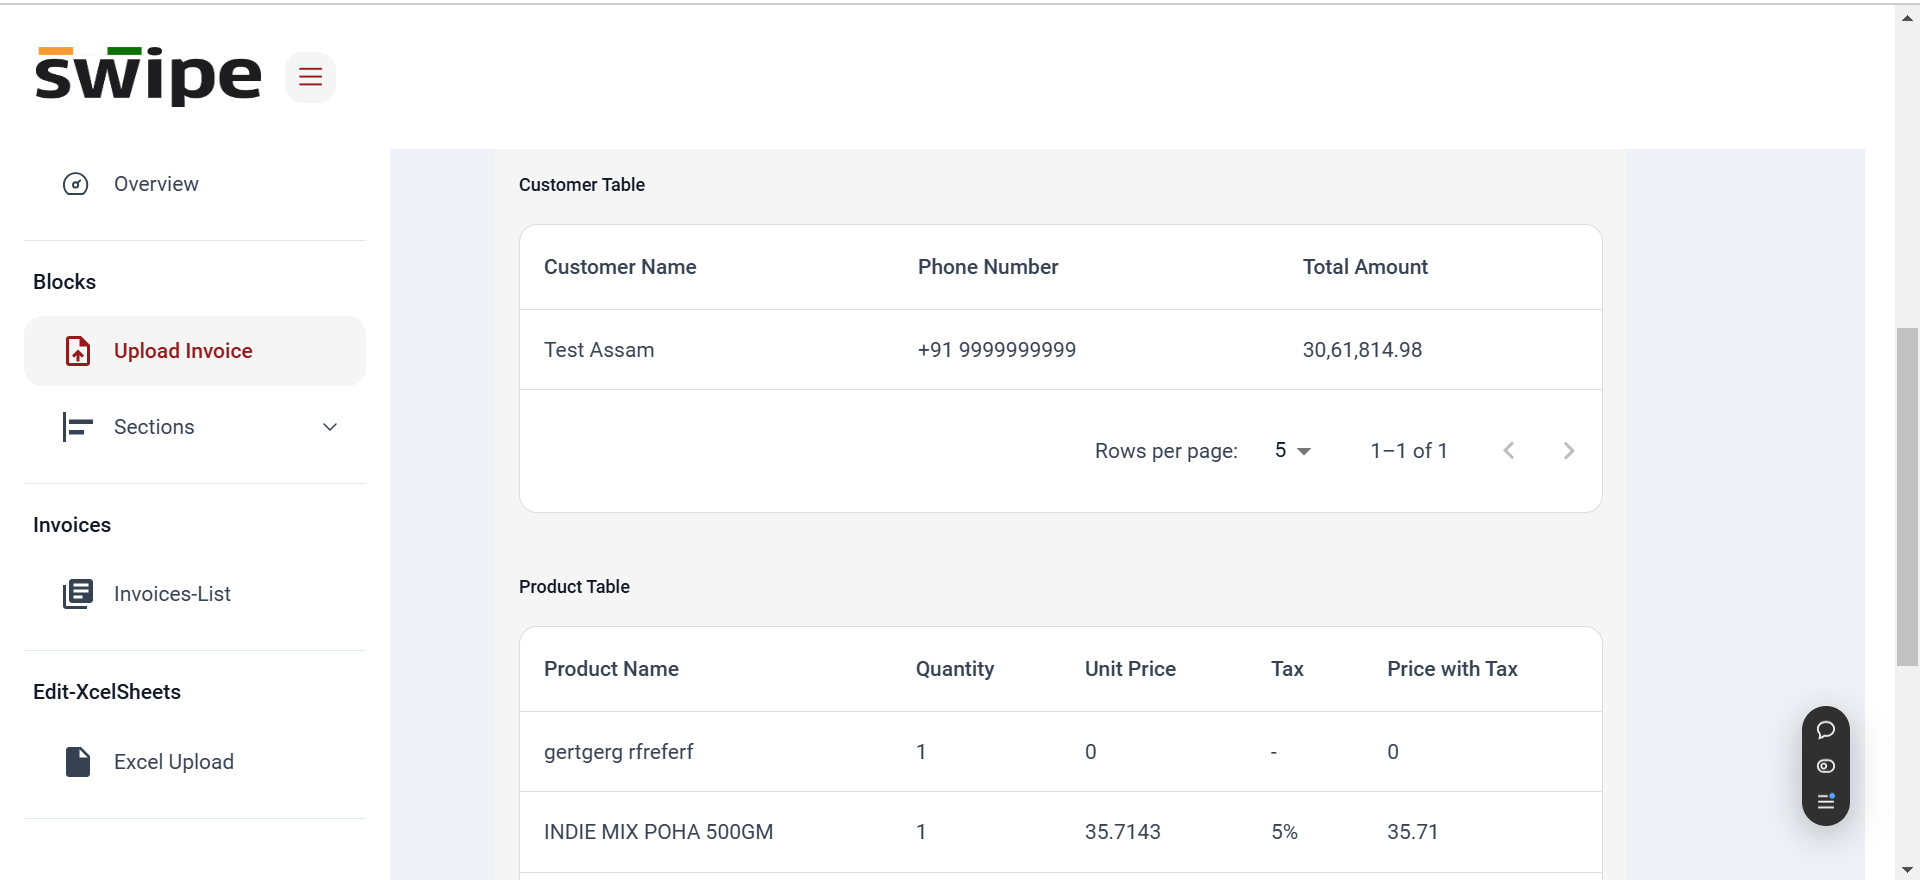 swipe
Overview
Blocks
Upload Invoice
Sections
Invoices
Invoices-List
Edit-XcelSheets
Excel Upload
Customer Table
Customer Name Phone Number Total Amount
Test Assam +91 9999999999 30,61,814.98
Rows per page: 5 1–1 of 1
Product Table
Product Name Quantity Unit Price Tax Price with Tax
gertgerg rfreferf 1 0 - 0
INDIE MIX POHA 500GM 1 35.7143 5% 35.71